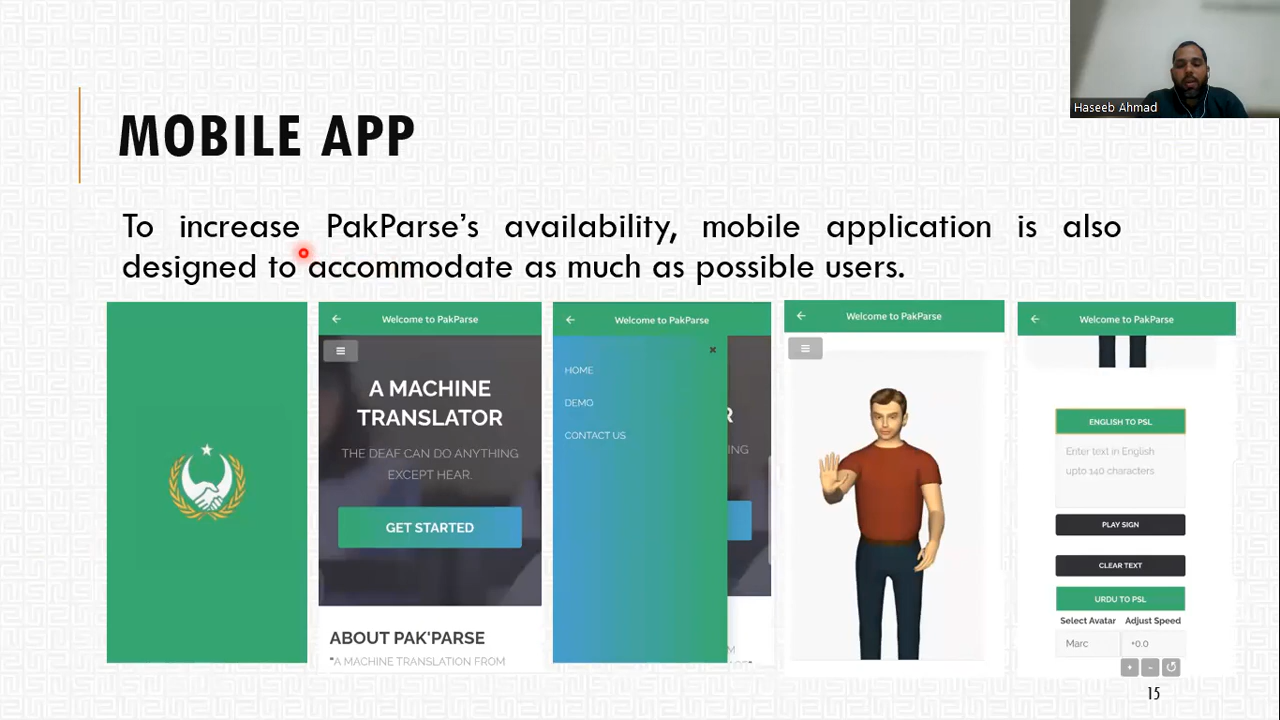 Haseeb Ahmad
MOBILE APP
To increase PakParse's availability, mobile application is also
designed to accommodate as much as possible users.
Welcome to PakParse
A MACHINE
TRANSLATOR
THE DEAF CAN DO ANYTHING
EXCEPT HEAR.
GET STARTED
ABOUT PAK'PARSE
"A MACHINE TRANSLATION FROM
Welcome to PakParse
HOME
DEMO
CONTACT US
R
ING
M
Welcome to PakParse
Welcome to PakParse
ENGLISH TO PSL
Enter text in English
upto 140 characters
PLAY SIGN
CLEAR TEXT
URDU TO PSL
Select Avatar Adjust Speed
Marc +0.0
+ -
15